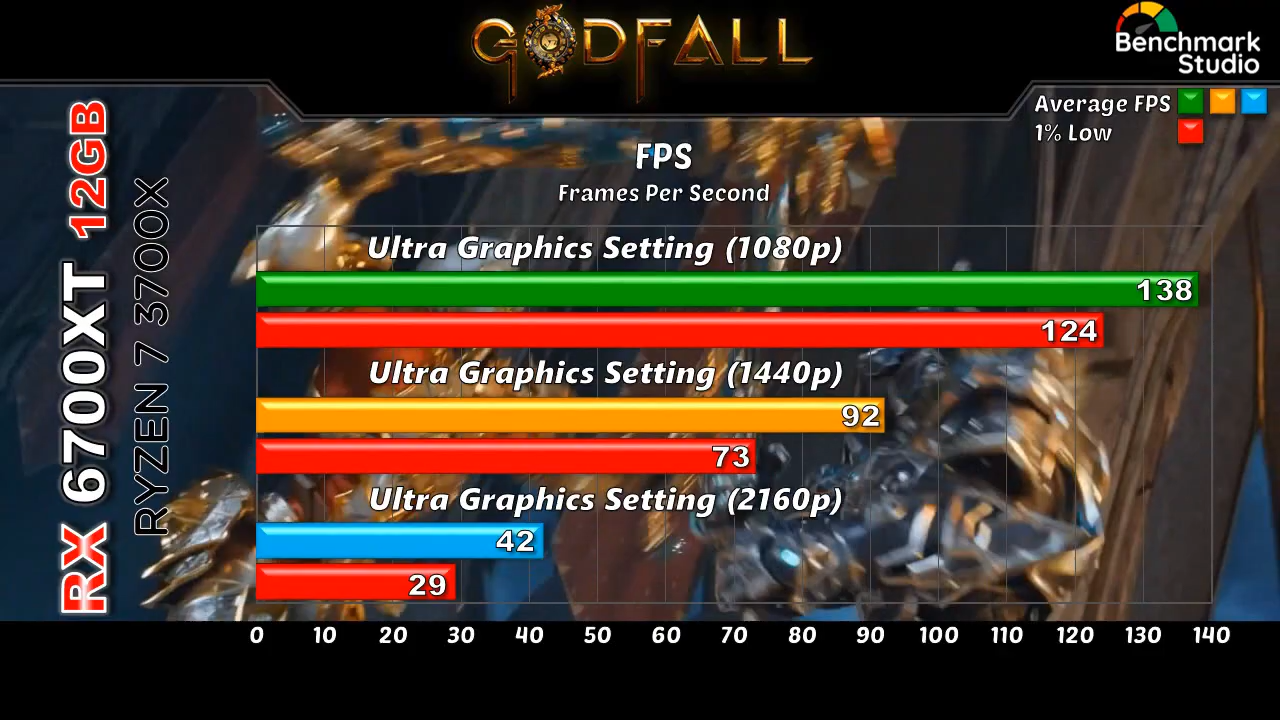 GODFALL
Benchmark
Studio
Average FPS
1% Low
RX 6700XT 12GB
RYZEN 7 3700X
FPS
Frames Per Second
Ultra Graphics Setting (1080p)
138
124
Ultra Graphics Setting (1440p)
92
73
Ultra Graphics Setting (2160p)
42
29
0 10 20 30 40 50 60 70 80 90 100 110 120 130 140